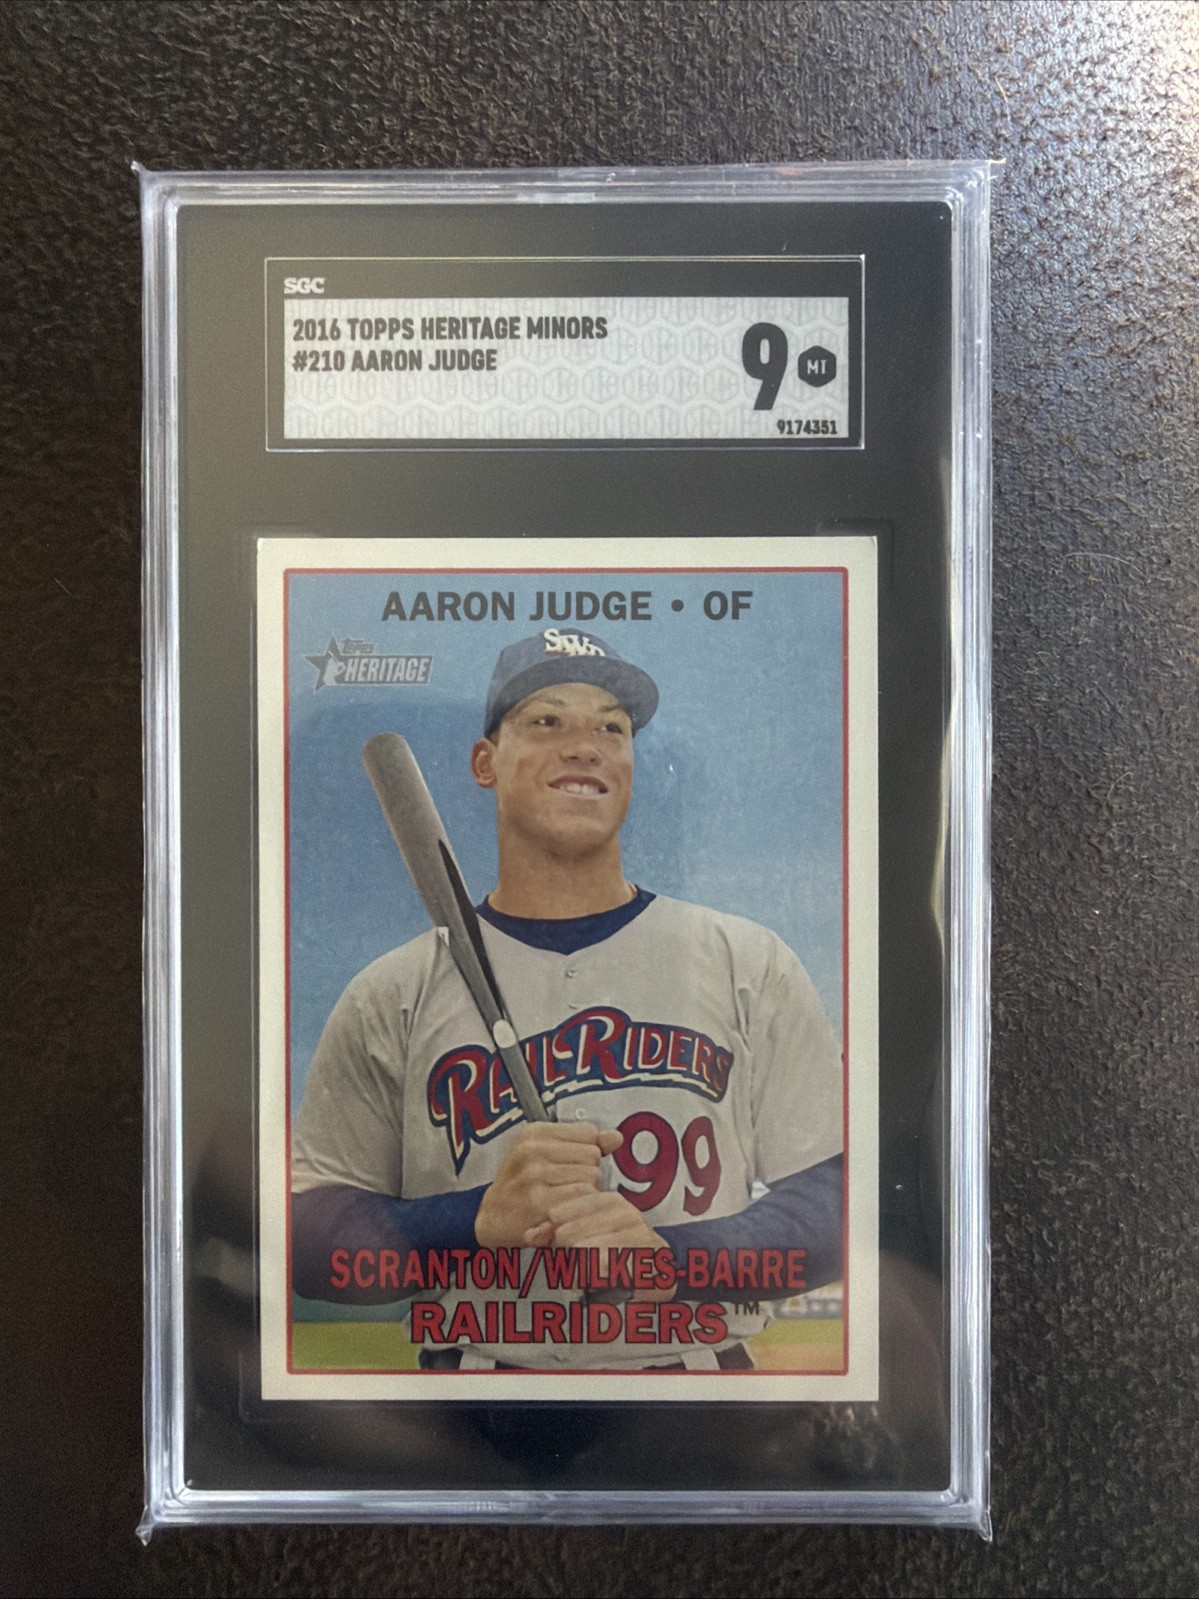 SGC
2016 TOPPS HERITAGE MINORS
#210 AARON JUDGE
9 MT
9174351
AARON JUDGE • OF
TOPPS
HERITAGE
SWB
RAILRIDERS
99
SCRANTON/WILKES-BARRE
RAILRIDERS™